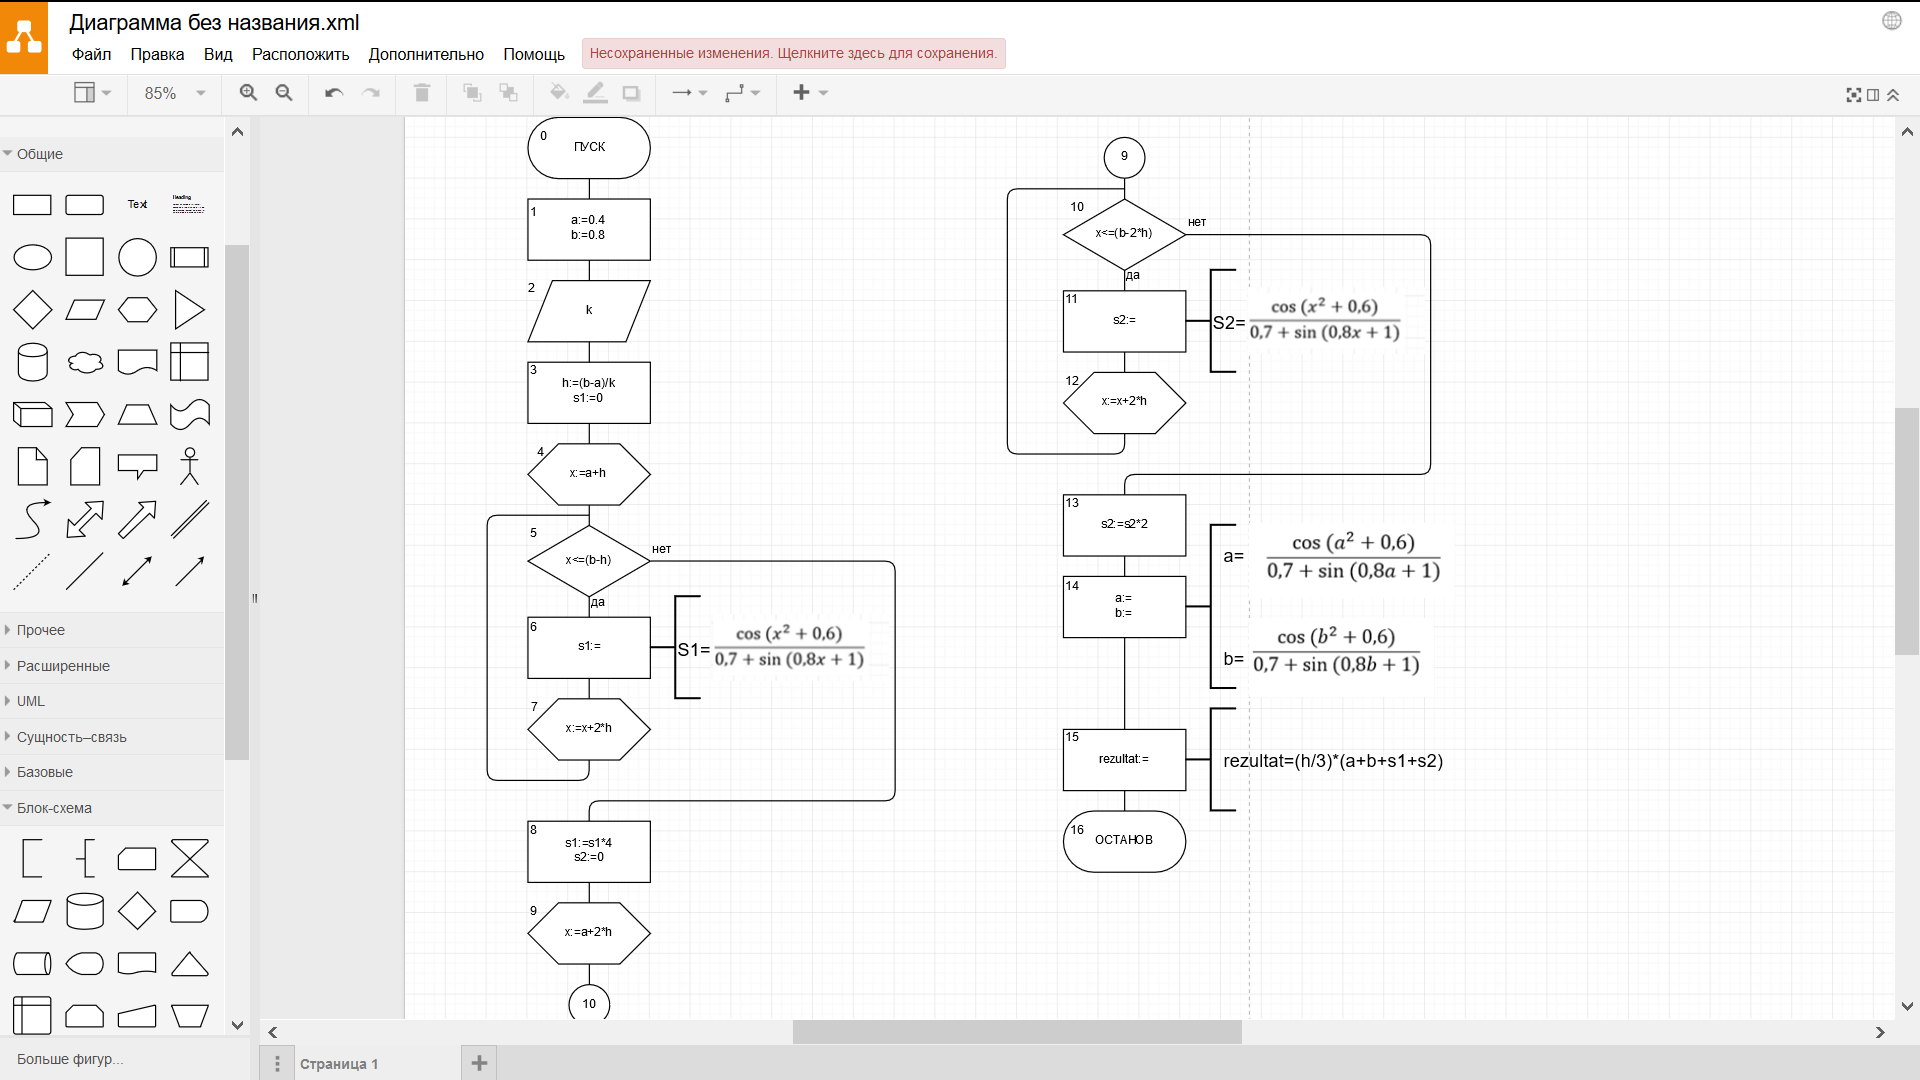 Диаграмма без названия.xml
Файл Правка Вид Расположить Дополнительно Помощь Несохраненные изменения. Щелкните здесь для сохранения.
85%
Общие
Text
Heading
Прочее
Расширенные
UML
Сущность–связь
Базовые
Блок-схема
Больше фигур...
0
ПУСК
1
a:=0.4
b:=0.8
2
k
3
h:=(b-a)/k
s1:=0
4
x:=a+h
5
x<=(b-h)
нет
да
6
s1:=
S1= cos (x² + 0,6) / 0,7 + sin (0,8x + 1)
7
x:=x+2*h
8
s1:=s1*4
s2:=0
9
x:=a+2*h
10
9
10
x<=(b-2*h)
нет
да
11
s2:=
S2= cos (x² + 0,6) / 0,7 + sin (0,8x + 1)
12
x:=x+2*h
13
s2:=s2*2
14
a:=
b:=
a= cos (a² + 0,6) / 0,7 + sin (0,8a + 1)
b= cos (b² + 0,6) / 0,7 + sin (0,8b + 1)
15
rezultat:=
rezultat=(h/3)*(a+b+s1+s2)
16
ОСТАНОВ
Страница 1